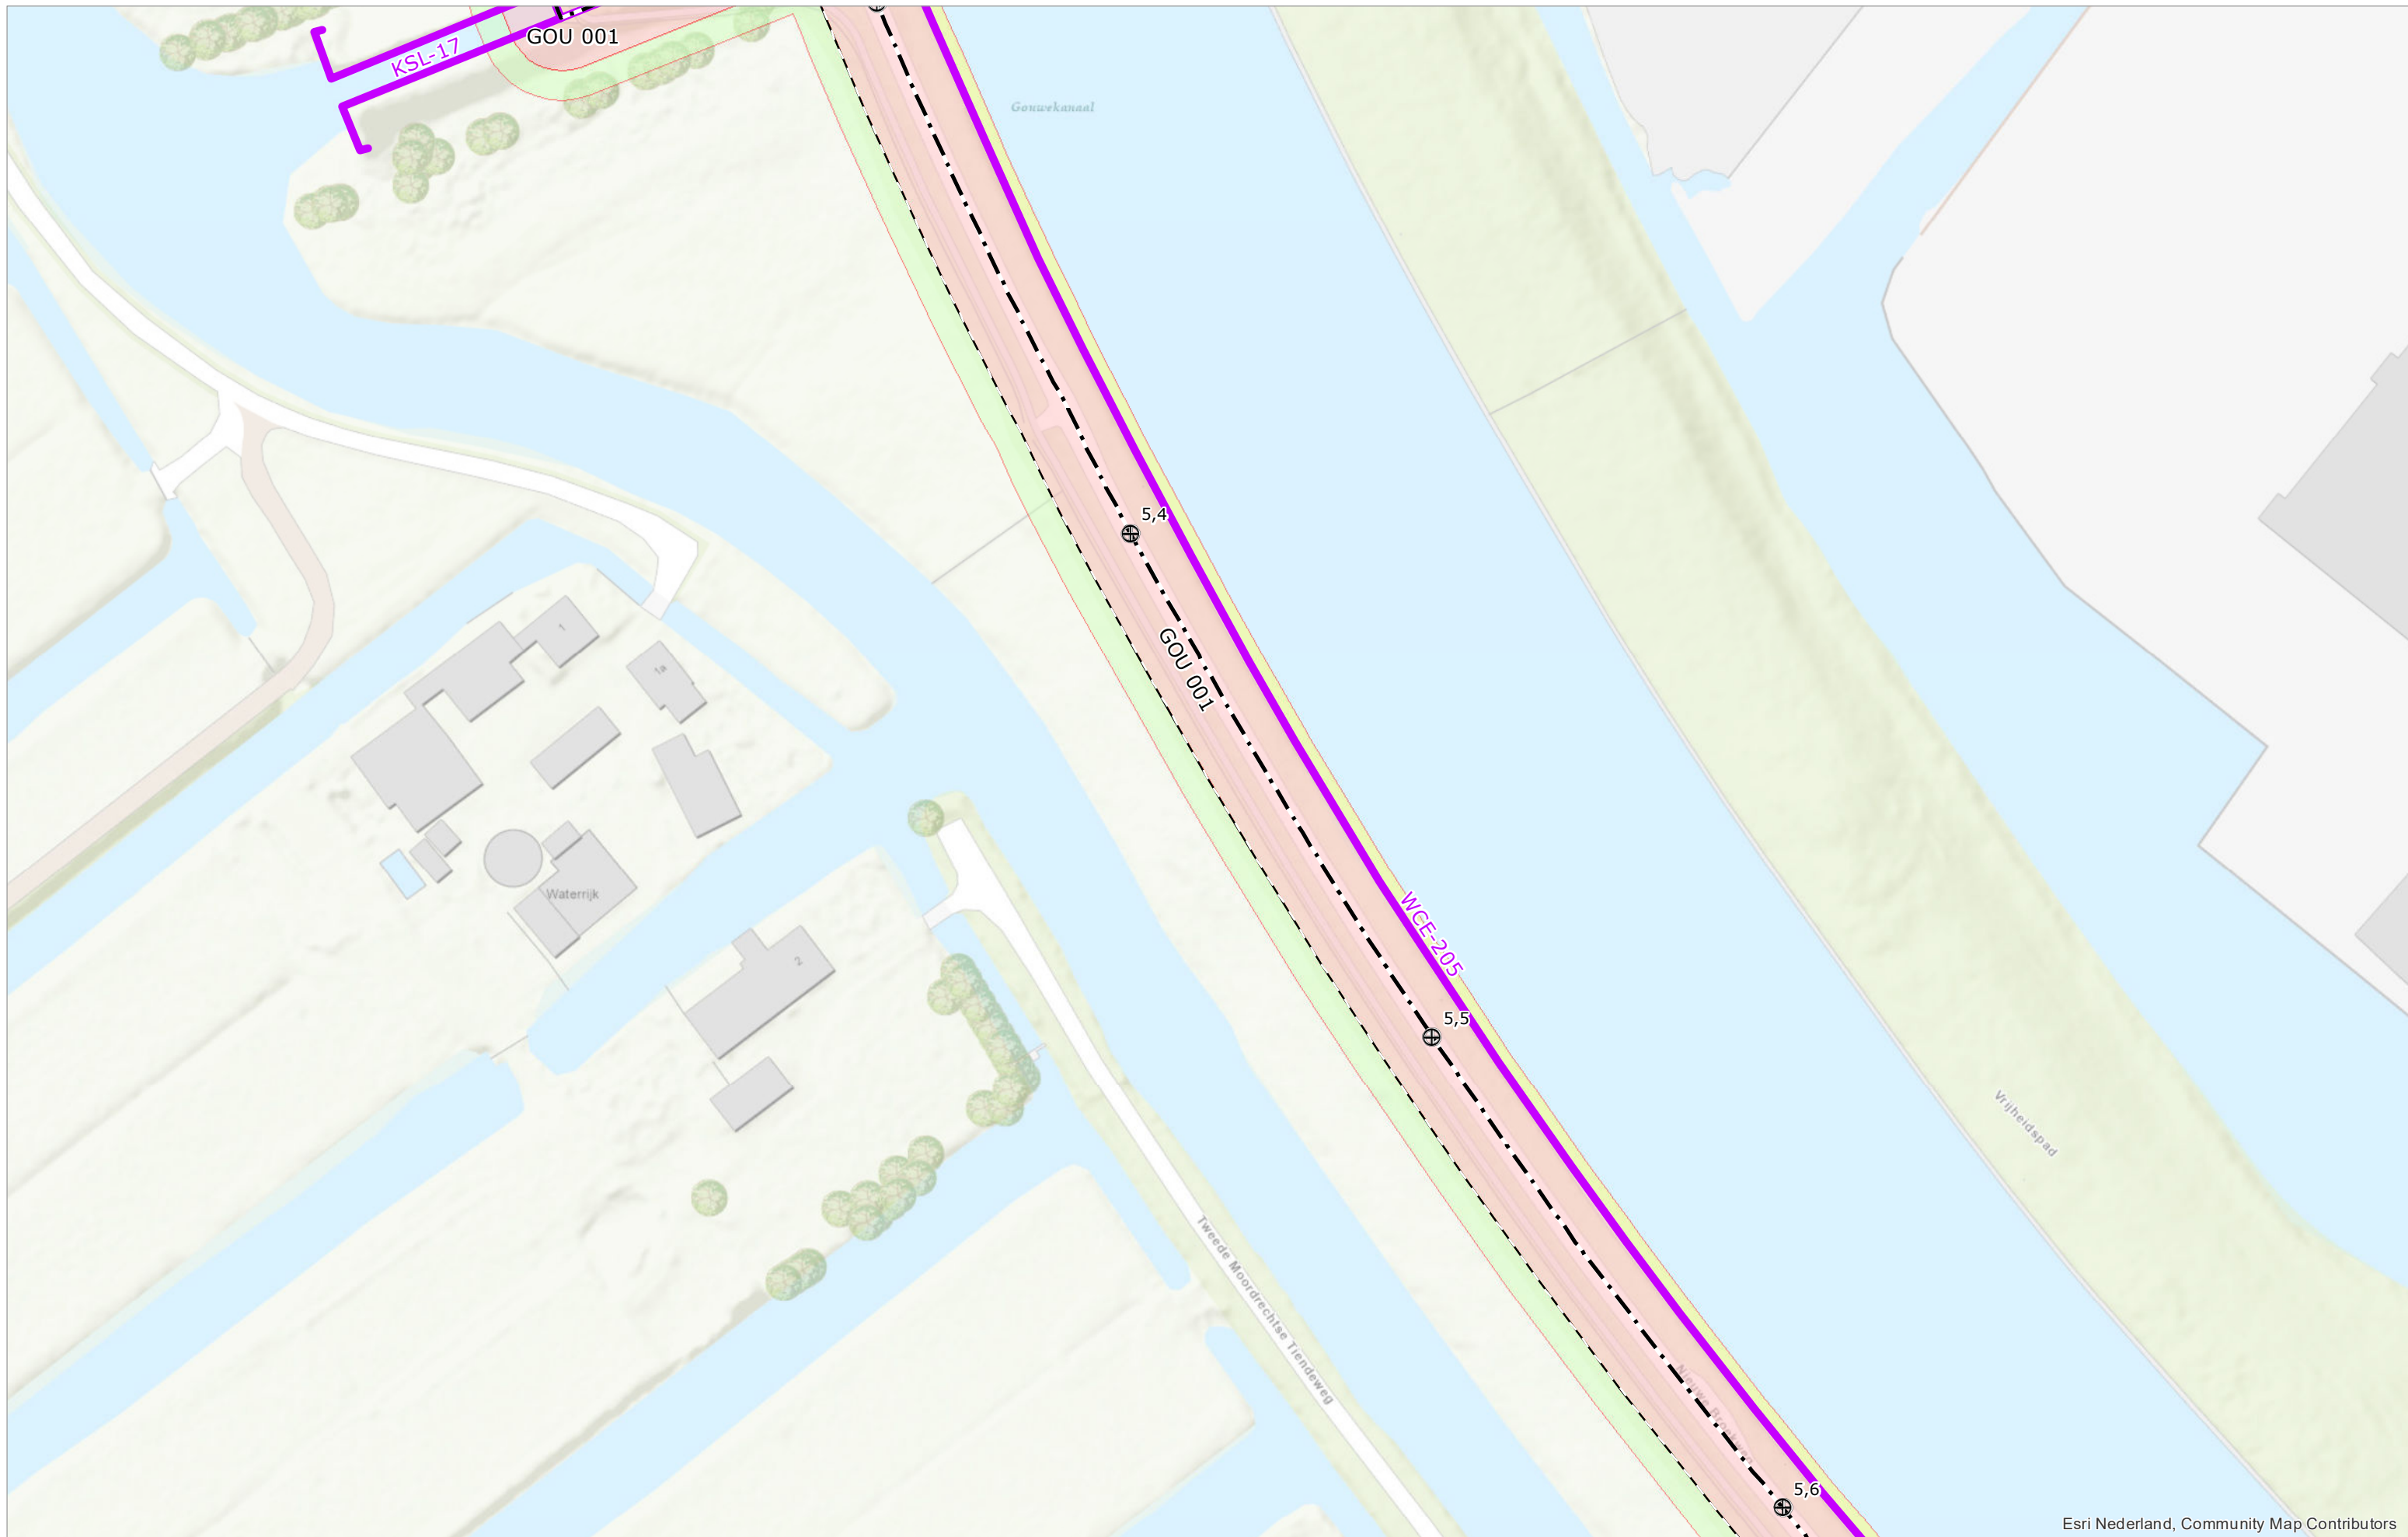 GOU 001
KSL-17
Gouwekanaal
5,4
1
1a
GOU 001
Waterrijk
WCE-205
2
5,5
Vrijheidspad
Tweede Moordrechtse Tiendeweg
5,6
Esri Nederland, Community Map Contributors